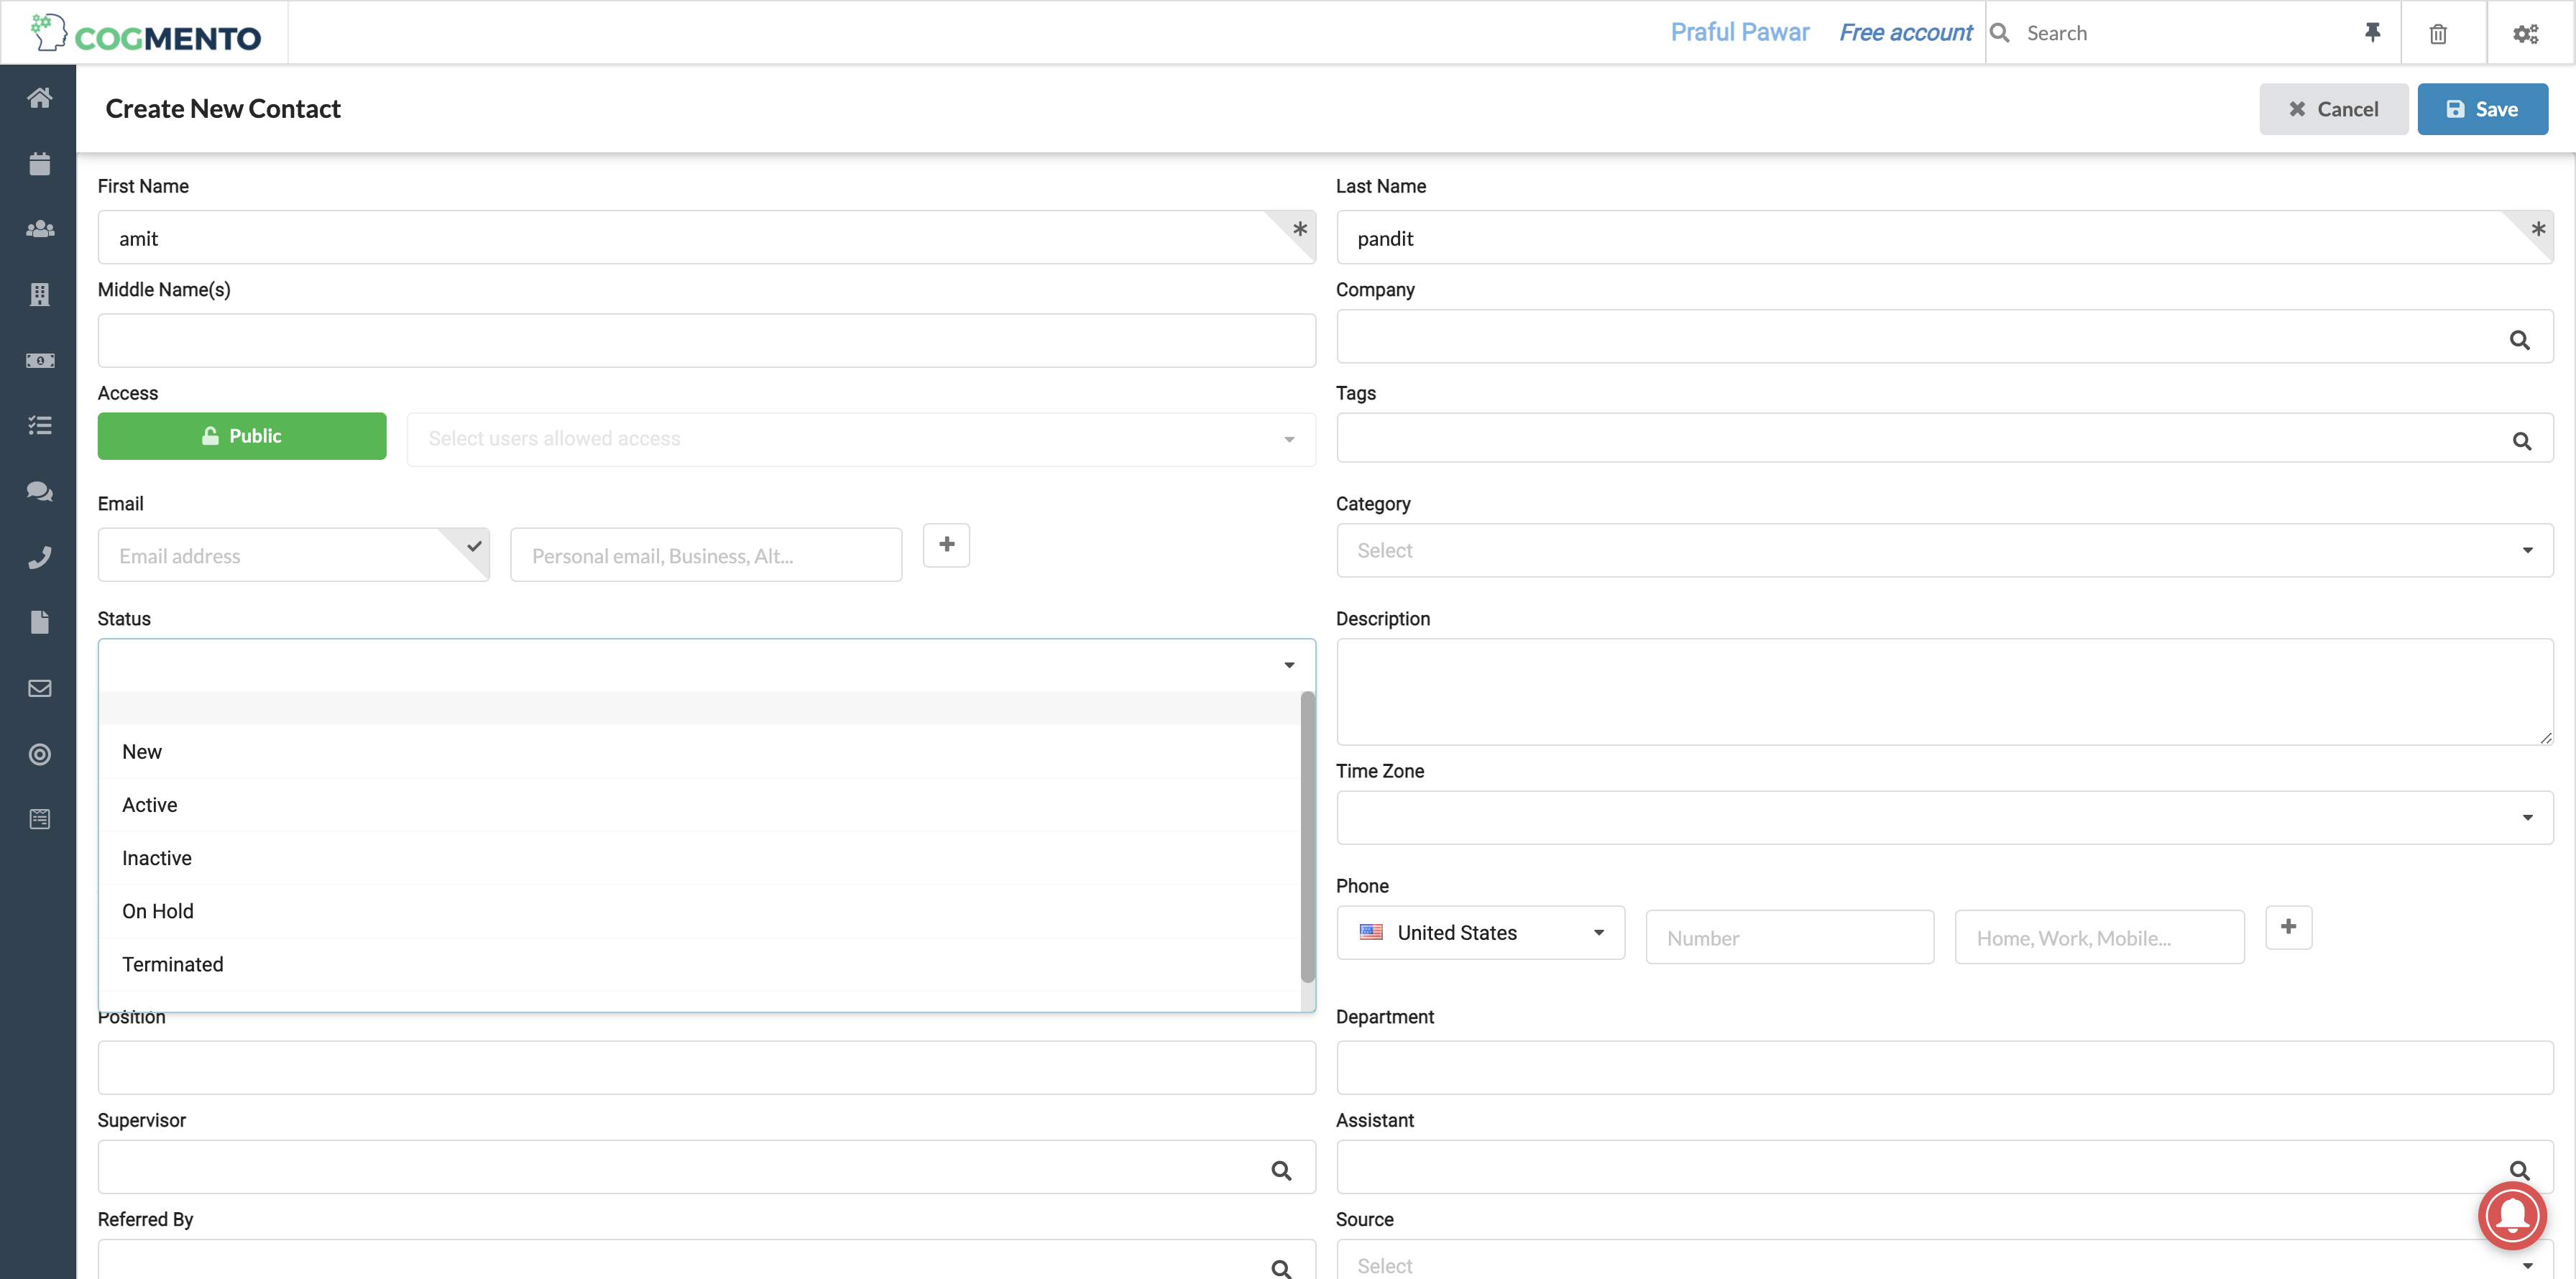 COGMENTO
Praful Pawar
Free account
Search
Create New Contact
Cancel
Save
First Name
Last Name
amit
pandit
Middle Name(s)
Company
Access
Tags
Public
Select users allowed access
Email
Category
Email address
Personal email, Business, Alt...
Select
Status
Description
New
Active
Inactive
On Hold
Terminated
Time Zone
Phone
United States
Number
Home, Work, Mobile...
Position
Department
Supervisor
Assistant
Referred By
Source
Select